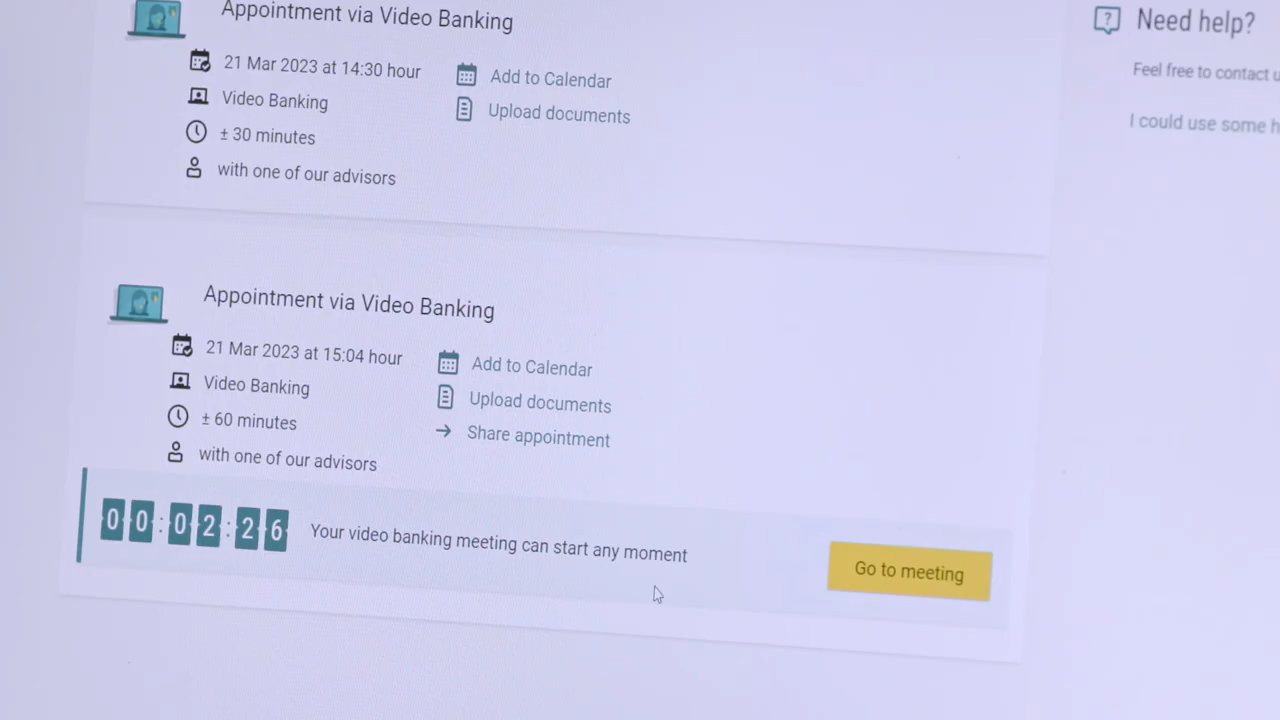 Appointment via Video Banking
21 Mar 2023 at 14:30 hour
Video Banking
± 30 minutes
with one of our advisors
Add to Calendar
Upload documents
Need help?
Feel free to contact
I could use some
Appointment via Video Banking
21 Mar 2023 at 15:04 hour
Video Banking
± 60 minutes
with one of our advisors
Add to Calendar
Upload documents
Share appointment
00:02:26
Your video banking meeting can start any moment
Go to meeting